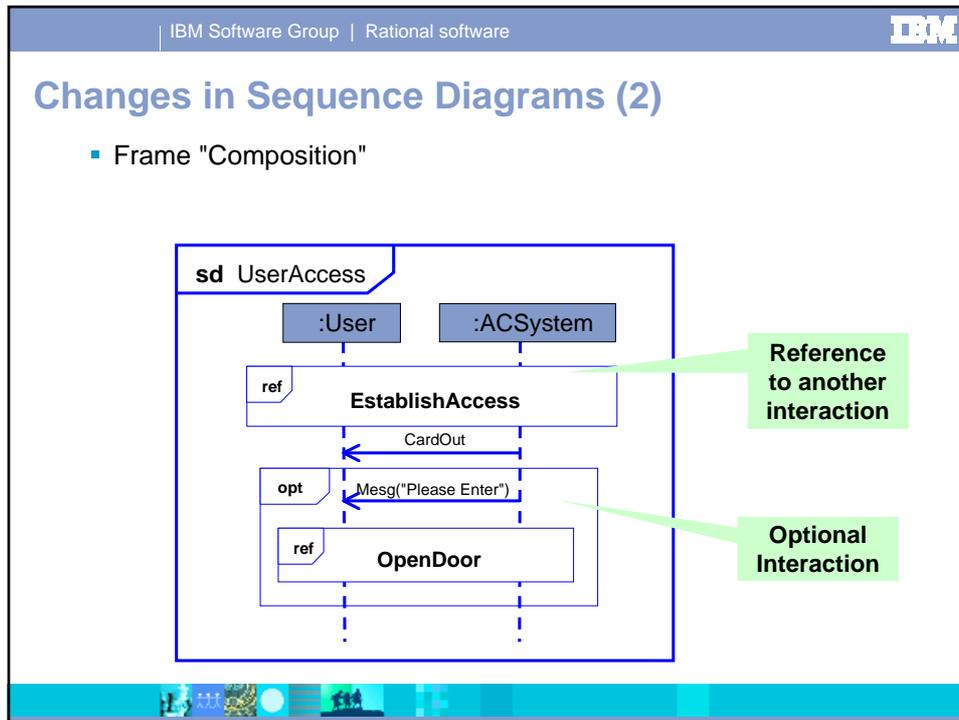 IBM Software Group | Rational software
IBM
Changes in Sequence Diagrams (2)
Frame "Composition"
sd UserAccess
:User
:ACSystem
ref
EstablishAccess
Reference
to another
interaction
CardOut
opt
Mesg("Please Enter")
ref
OpenDoor
Optional
Interaction